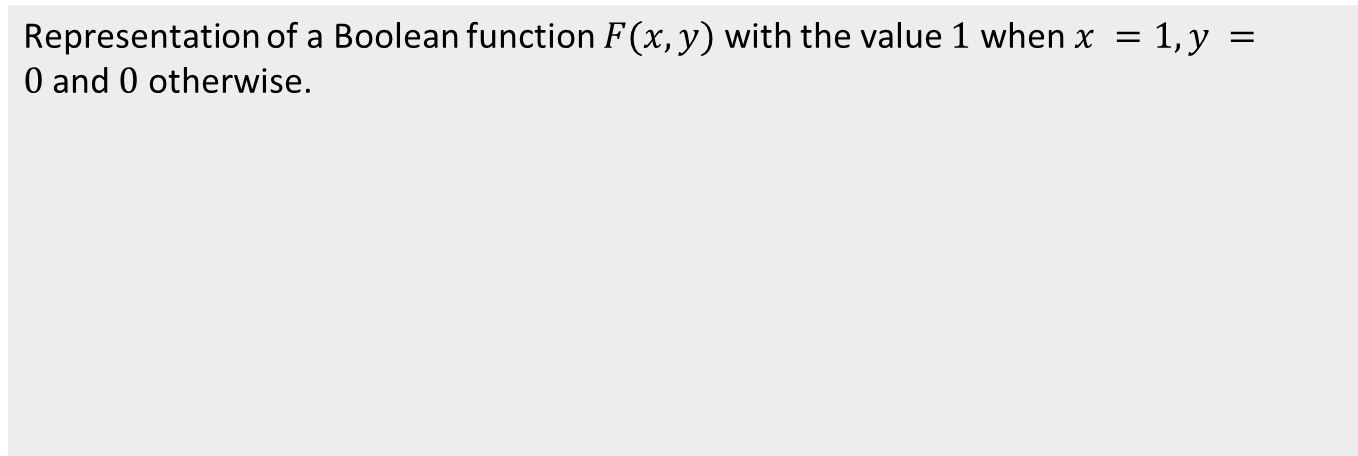 Representation of a Boolean function F(x, y) with the value 1 when x = 1, y =
0 and 0 otherwise.